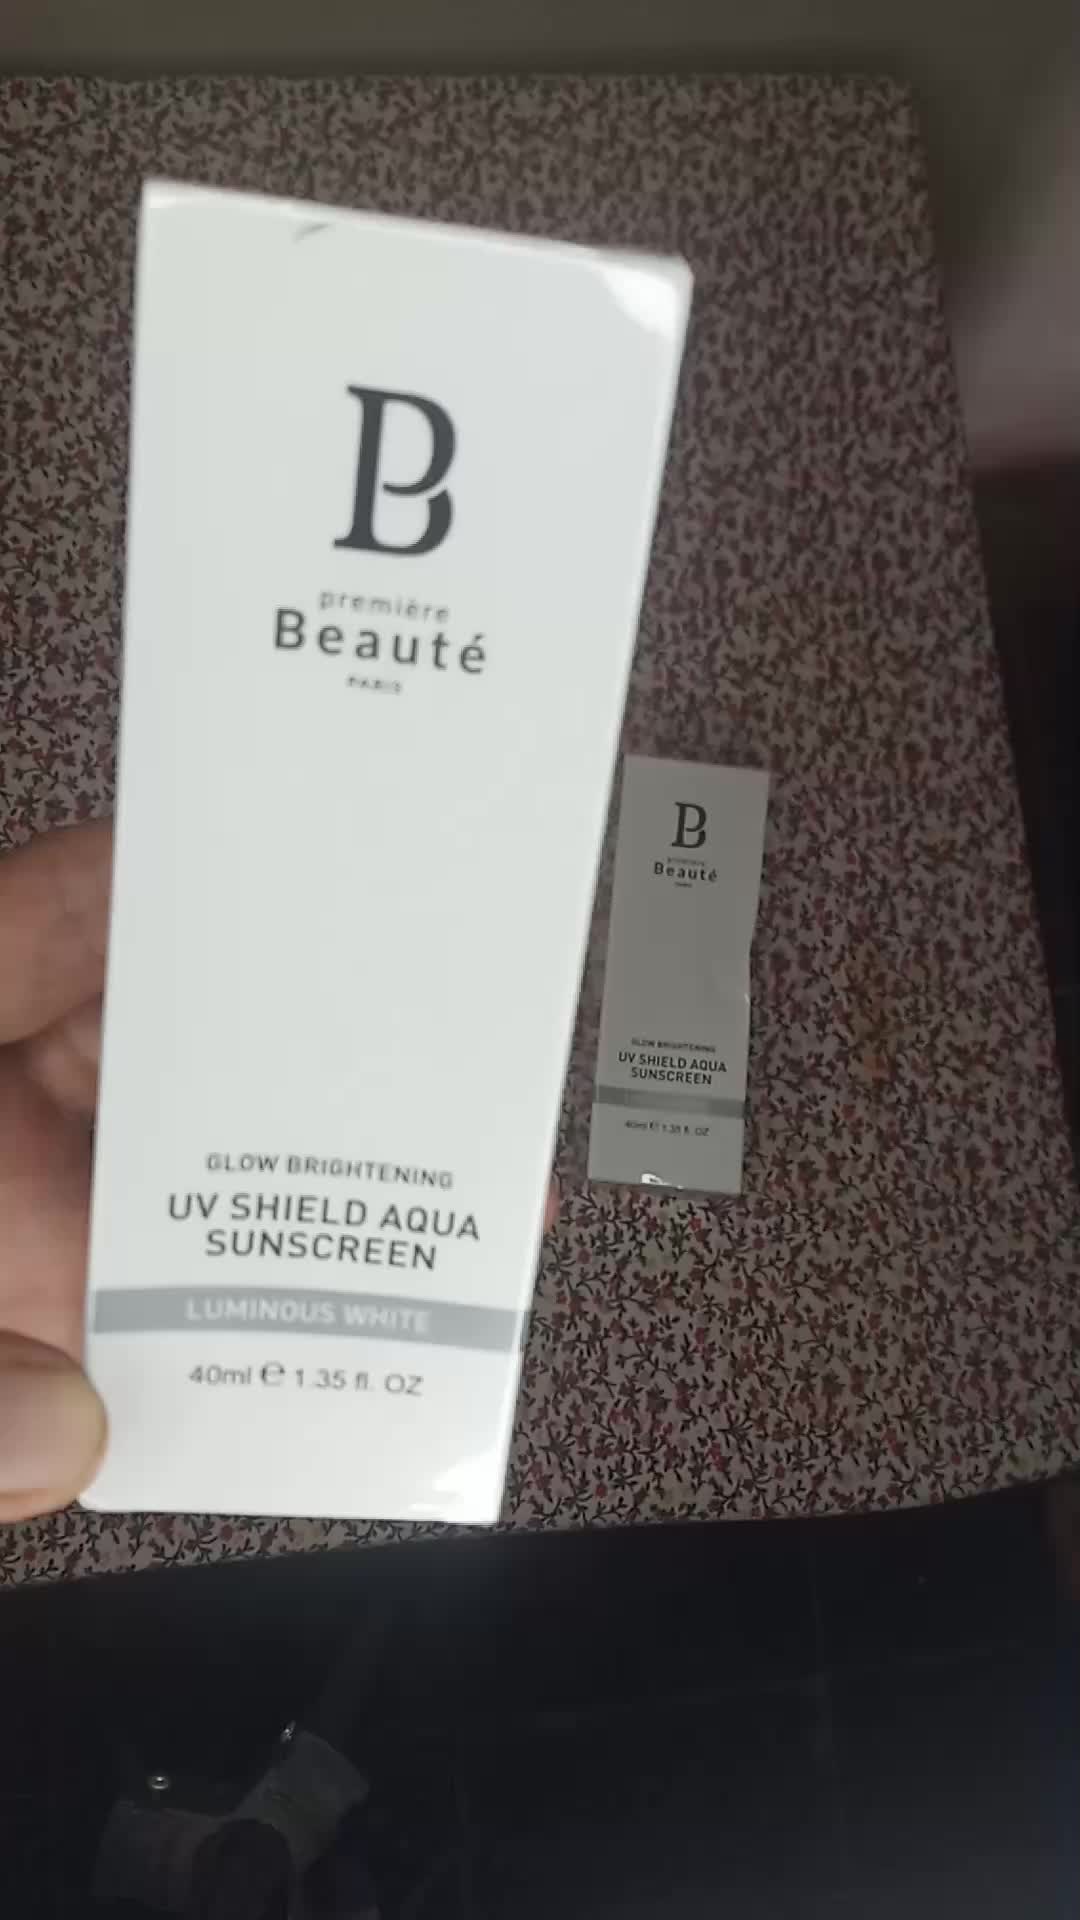 B
première
Beauté
PARIS
GLOW BRIGHTENING
UV SHIELD AQUA
SUNSCREEN
LUMINOUS WHITE
40ml ℮ 1.35 fl. OZ
B
première
Beauté
PARIS
GLOW BRIGHTENING
UV SHIELD AQUA
SUNSCREEN
40ml ℮ 1.35 fl. OZ